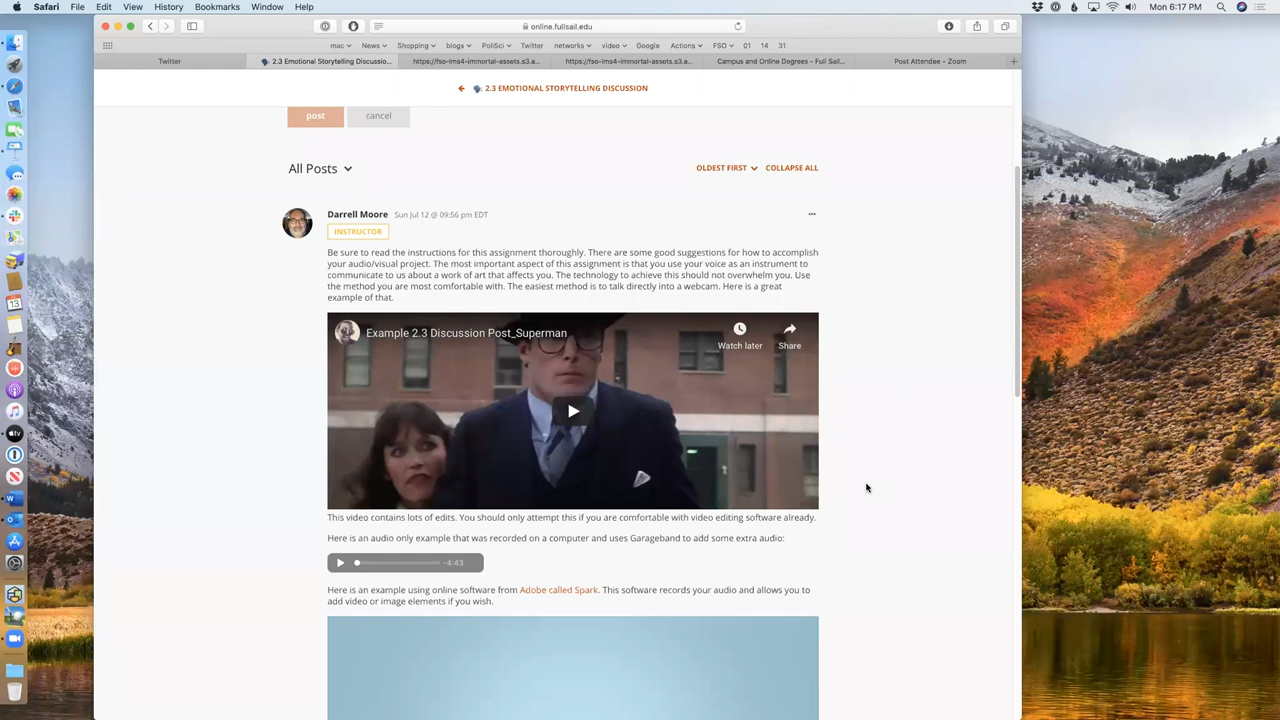 Safari File Edit View History Bookmarks Window Help
Mon 6:17 PM
online.fullsail.edu
mac News Shopping blogs PoliSci Twitter networks video Google Actions FSO 01 14 31
Twitter
2.3 Emotional Storytelling Discussio...
https://fso-lms4-immortal-assets.s3.a...
https://fso-lms4-immortal-assets.s3.a...
Campus and Online Degrees - Full Sai...
Post Attendee - Zoom
2.3 EMOTIONAL STORYTELLING DISCUSSION
post cancel
All Posts
OLDEST FIRST COLLAPSE ALL
Darrell Moore Sun Jul 12 @ 09:56 pm EDT
INSTRUCTOR
Be sure to read the instructions for this assignment thoroughly. There are some good suggestions for how to accomplish
your audio/visual project. The most important aspect of this assignment is that you use your voice as an instrument to
communicate to us about a work of art that affects you. The technology to achieve this should not overwhelm you. Use
the method you are most comfortable with. The easiest method is to talk directly into a webcam. Here is a great
example of that.
Example 2.3 Discussion Post_Superman
Watch later Share
This video contains lots of edits. You should only attempt this if you are comfortable with video editing software already.
Here is an audio only example that was recorded on a computer and uses Garageband to add some extra audio:
-4:43
Here is an example using online software from Adobe called Spark. This software records your audio and allows you to
add video or image elements if you wish.
13